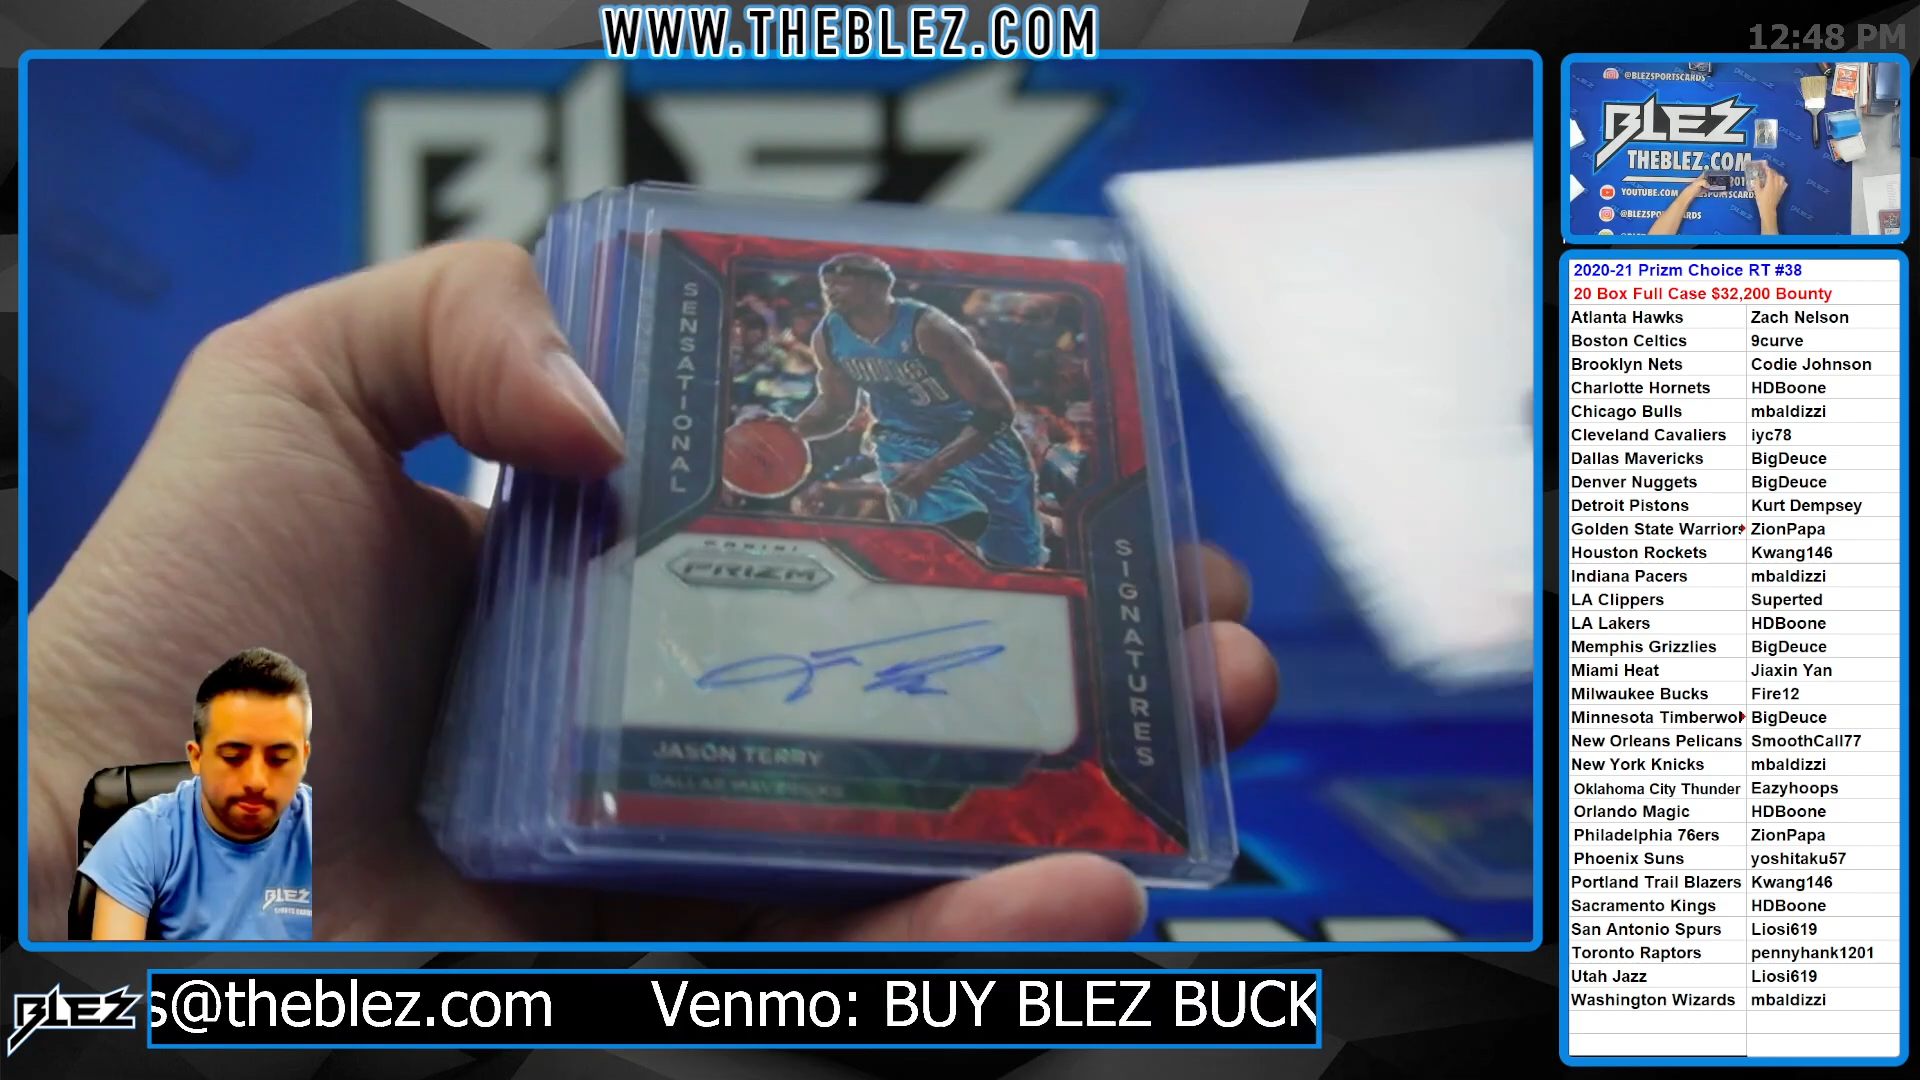 WWW.THEBLEZ.COM
12:48 PM
BLEZ
SENSATIONAL
31
PANINI
PRIZM
SIGNATURES
JASON TERRY
DALLAS MAVERICKS
BLEZ
@BLEZSPORTSCARDS
BLEZ
THEBLEZ.COM
YOUTUBE.COM
2020-21 Prizm Choice RT #38
20 Box Full Case $32,200 Bounty
Atlanta Hawks Zach Nelson
Boston Celtics 9curve
Brooklyn Nets Codie Johnson
Charlotte Hornets HDBoone
Chicago Bulls mbaldizzi
Cleveland Cavaliers iyc78
Dallas Mavericks BigDeuce
Denver Nuggets BigDeuce
Detroit Pistons Kurt Dempsey
Golden State Warriors ZionPapa
Houston Rockets Kwang146
Indiana Pacers mbaldizzi
LA Clippers Superted
LA Lakers HDBoone
Memphis Grizzlies BigDeuce
Miami Heat Jiaxin Yan
Milwaukee Bucks Fire12
Minnesota Timberwol BigDeuce
New Orleans Pelicans SmoothCall77
New York Knicks mbaldizzi
Oklahoma City Thunder Eazyhoops
Orlando Magic HDBoone
Philadelphia 76ers ZionPapa
Phoenix Suns yoshitaku57
Portland Trail Blazers Kwang146
Sacramento Kings HDBoone
San Antonio Spurs Liosi619
Toronto Raptors pennyhank1201
Utah Jazz Liosi619
Washington Wizards mbaldizzi
BLEZ
s@theblez.com Venmo: BUY BLEZ BUCK